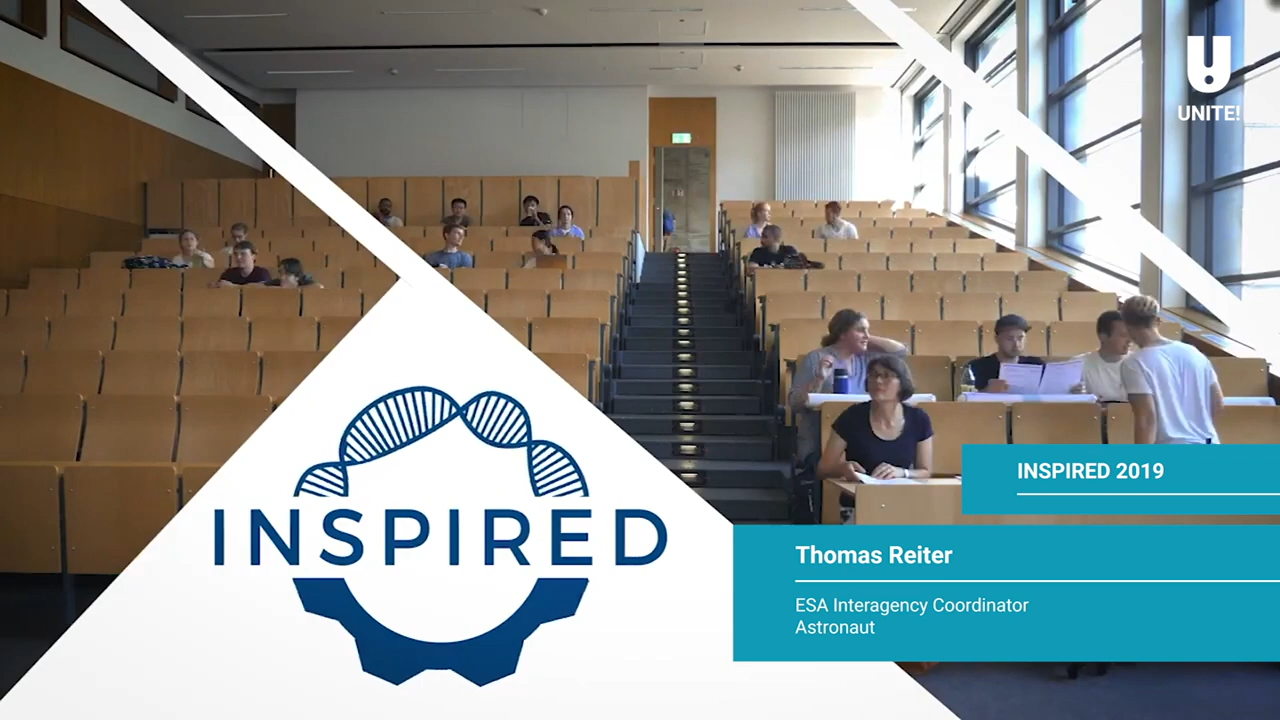 UNITE!
INSPIRED
INSPIRED 2019
Thomas Reiter
ESA Interagency Coordinator
Astronaut